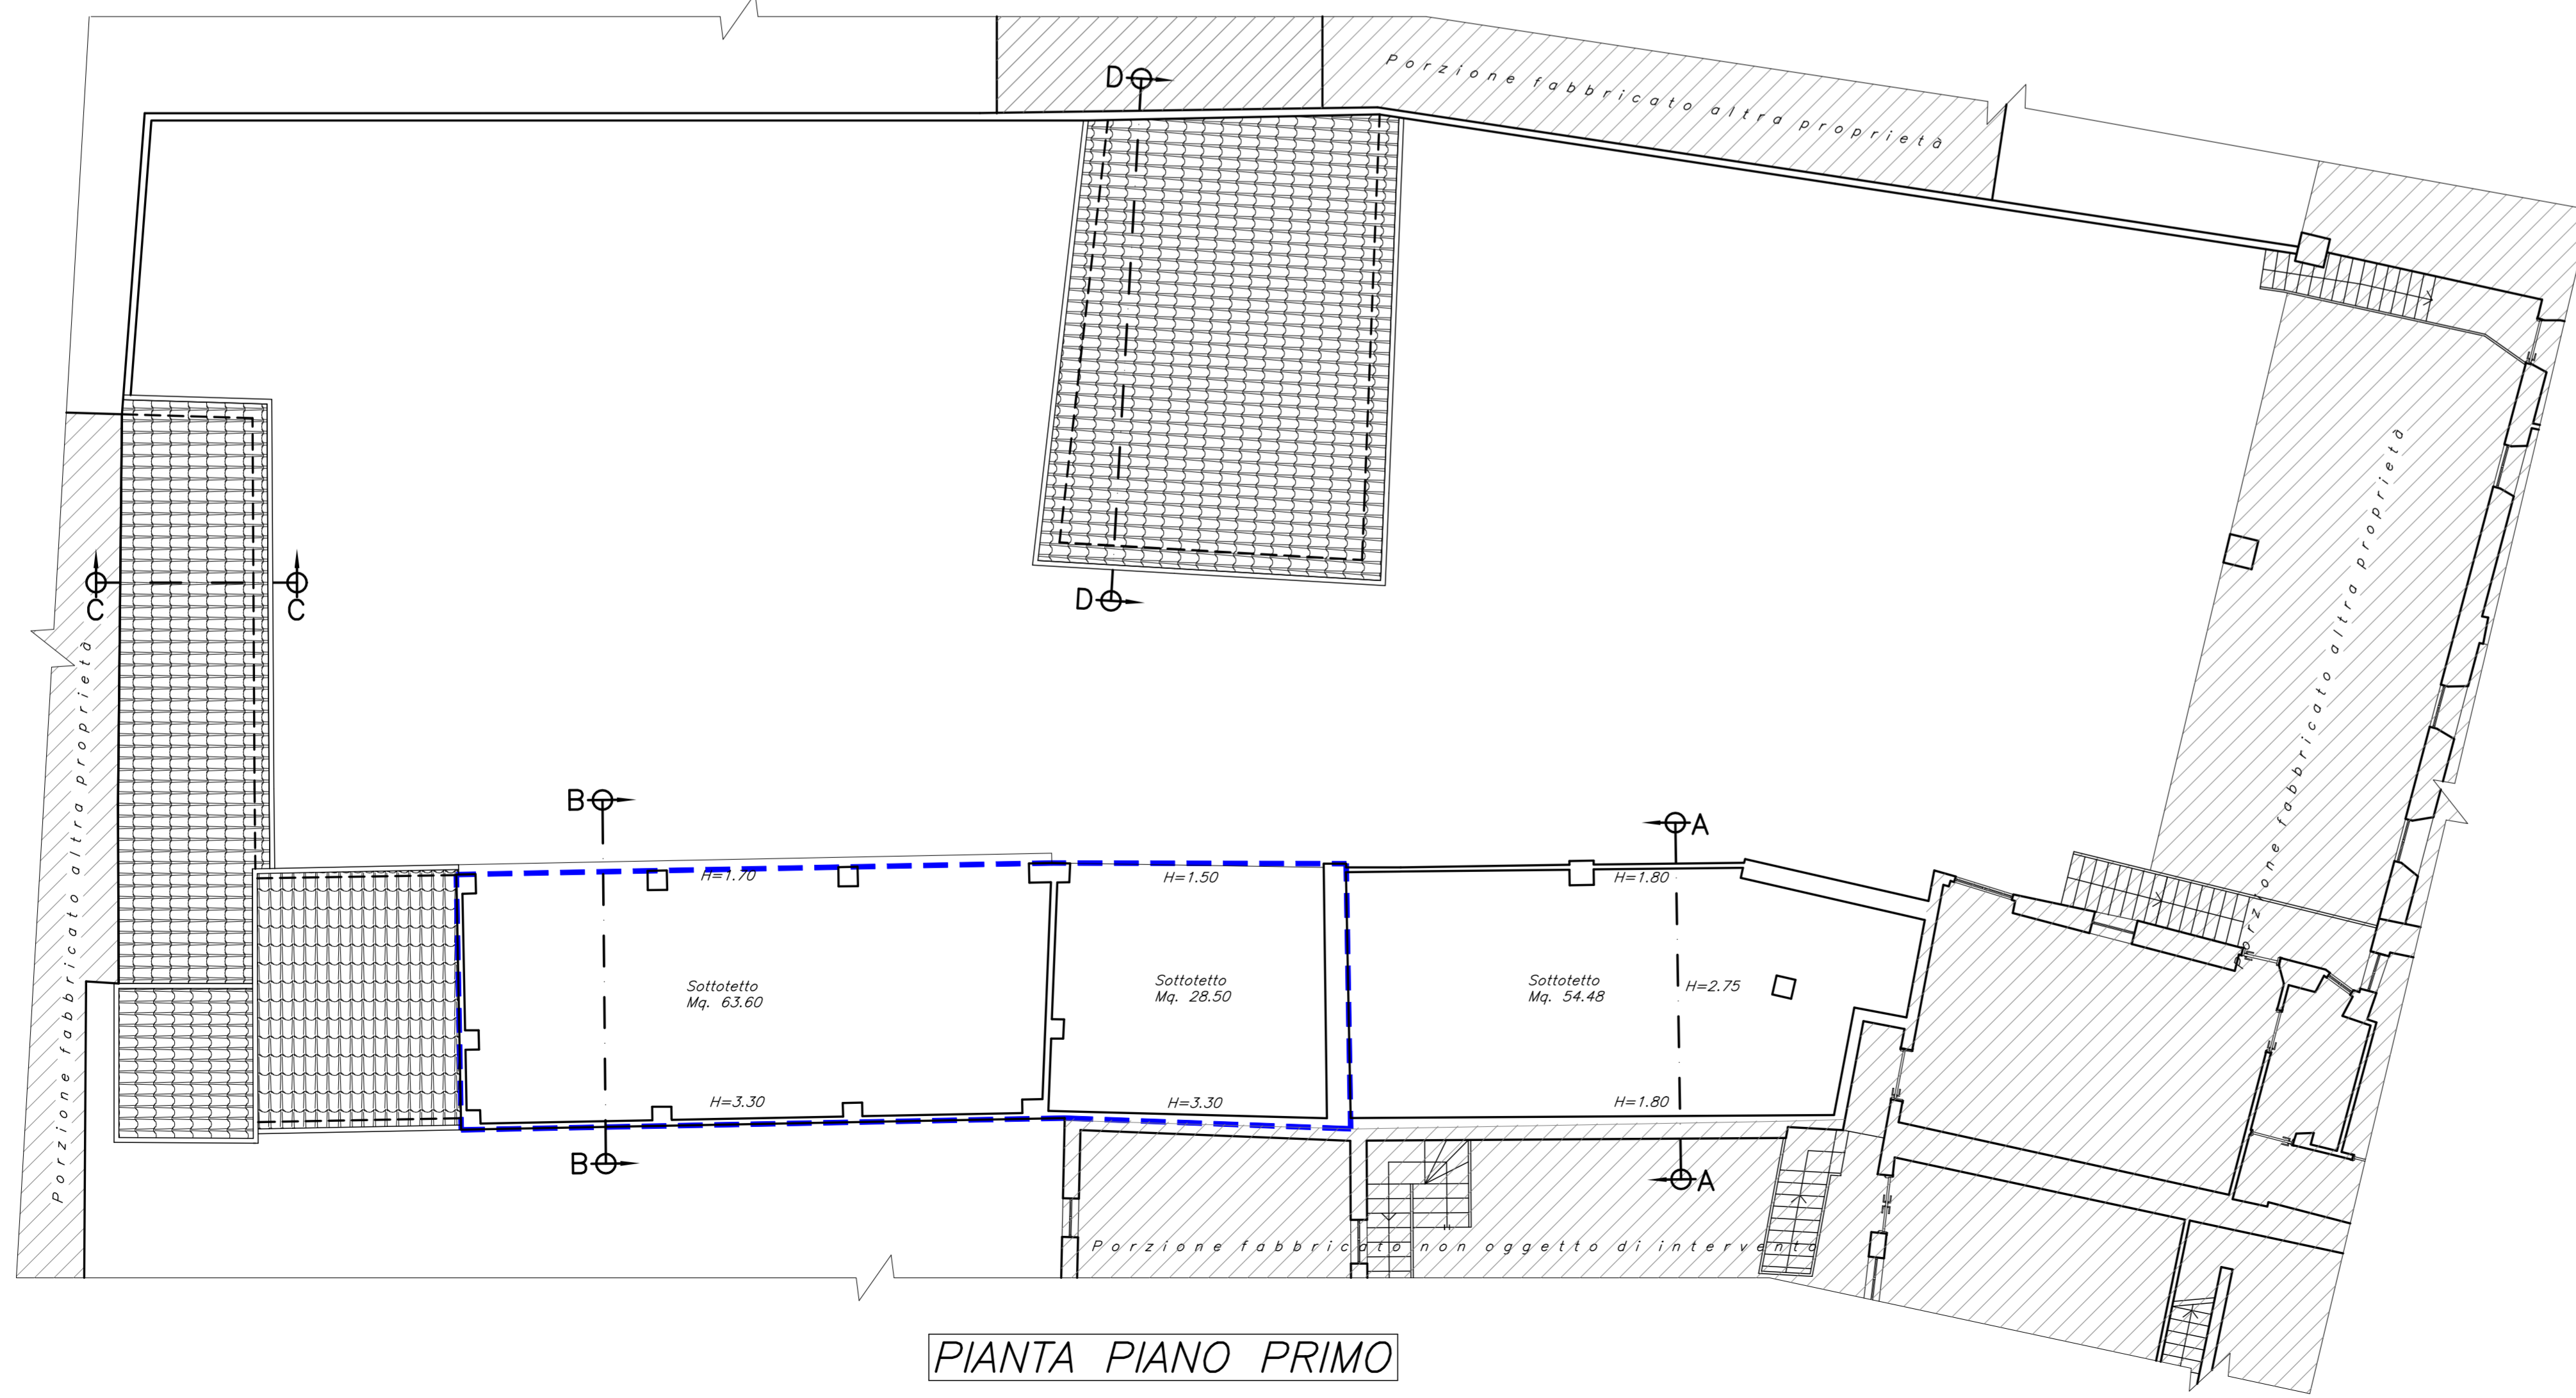 D
Porzione fabbricato altra proprietà
D
C
C
Porzione fabbricato altra proprietà
Porzione fabbricato altra proprietà
B
A
H=1.70
H=1.50
H=1.80
Sottotetto
Mq. 63.60
Sottotetto
Mq. 28.50
Sottotetto
Mq. 54.48
H=2.75
H=3.30
H=3.30
H=1.80
B
A
Porzione fabbricato non oggetto di intervento
PIANTA PIANO PRIMO